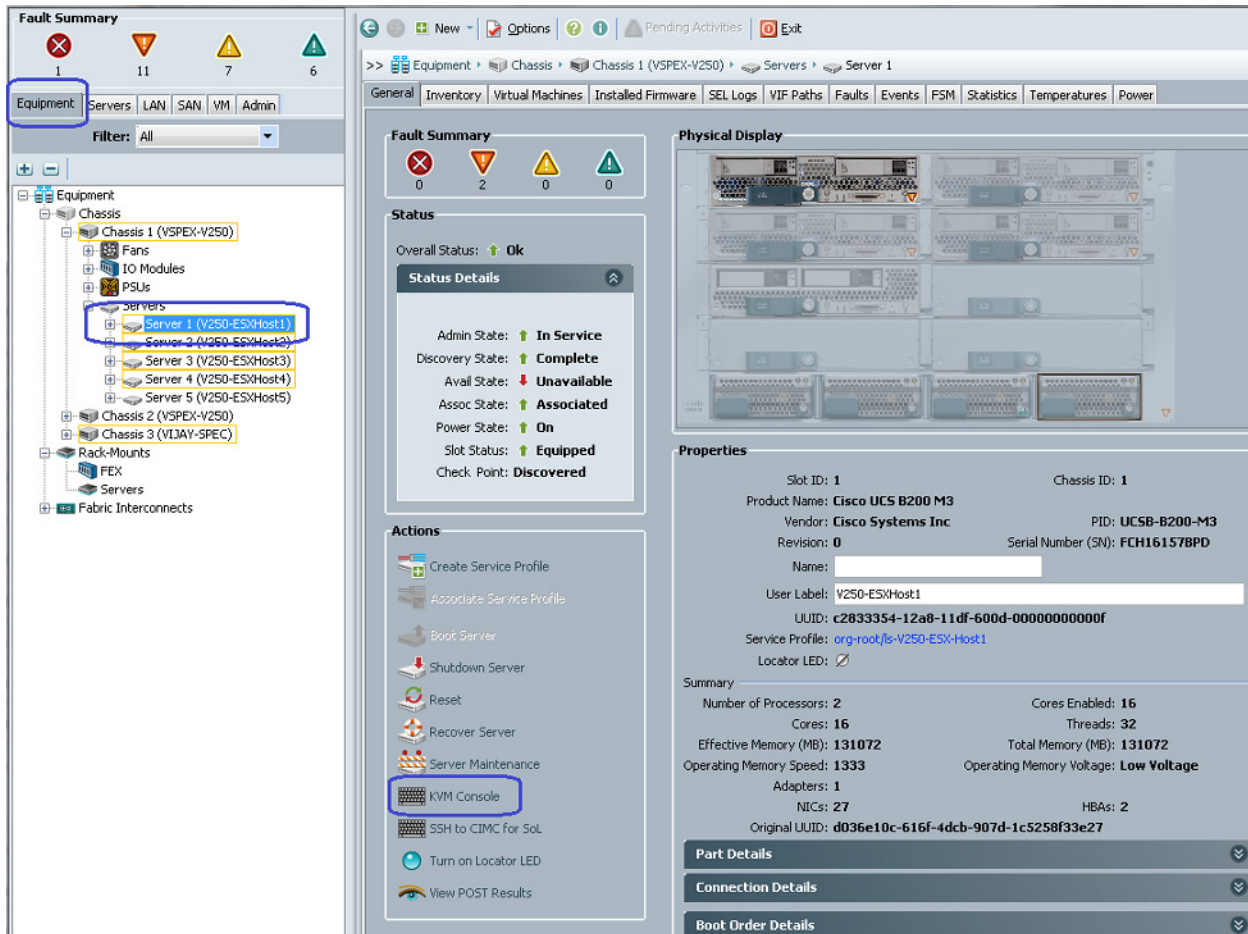 Fault Summary
1 11 7 6
Equipment Servers LAN SAN VM Admin
Filter: All
Equipment
Chassis
Chassis 1 (VSPEX-V250)
Fans
IO Modules
PSUs
Servers
Server 1 (V250-ESXHost1)
Server 2 (V250-ESXHost2)
Server 3 (V250-ESXHost3)
Server 4 (V250-ESXHost4)
Server 5 (V250-ESXHost5)
Chassis 2 (VSPEX-V250)
Chassis 3 (VIJAY-SPEC)
Rack-Mounts
FEX
Servers
Fabric Interconnects
New Options Pending Activities Exit
>> Equipment Chassis Chassis 1 (VSPEX-V250) Servers Server 1
General Inventory Virtual Machines Installed Firmware SEL Logs VIF Paths Faults Events FSM Statistics Temperatures Power
Fault Summary
0 2 0 0
Status
Overall Status: Ok
Status Details
Admin State: In Service
Discovery State: Complete
Avail State: Unavailable
Assoc State: Associated
Power State: On
Slot Status: Equipped
Check Point: Discovered
Actions
Create Service Profile
Associate Service Profile
Boot Server
Shutdown Server
Reset
Recover Server
Server Maintenance
KVM Console
SSH to CIMC for SoL
Turn on Locator LED
View POST Results
Physical Display
Properties
Slot ID: 1 Chassis ID: 1
Product Name: Cisco UCS B200 M3
Vendor: Cisco Systems Inc PID: UCSB-B200-M3
Revision: 0 Serial Number (SN): FCH16157BPD
Name:
User Label: V250-ESXHost1
UUID: c2833354-12a8-11df-600d-00000000000f
Service Profile: org-root/ls-V250-ESX-Host1
Locator LED:
Summary
Number of Processors: 2 Cores Enabled: 16
Cores: 16 Threads: 32
Effective Memory (MB): 131072 Total Memory (MB): 131072
Operating Memory Speed: 1333 Operating Memory Voltage: Low Voltage
Adapters: 1
NICs: 27 HBAs: 2
Original UUID: d036e10c-616f-4dcb-907d-1c5258f33e27
Part Details
Connection Details
Boot Order Details